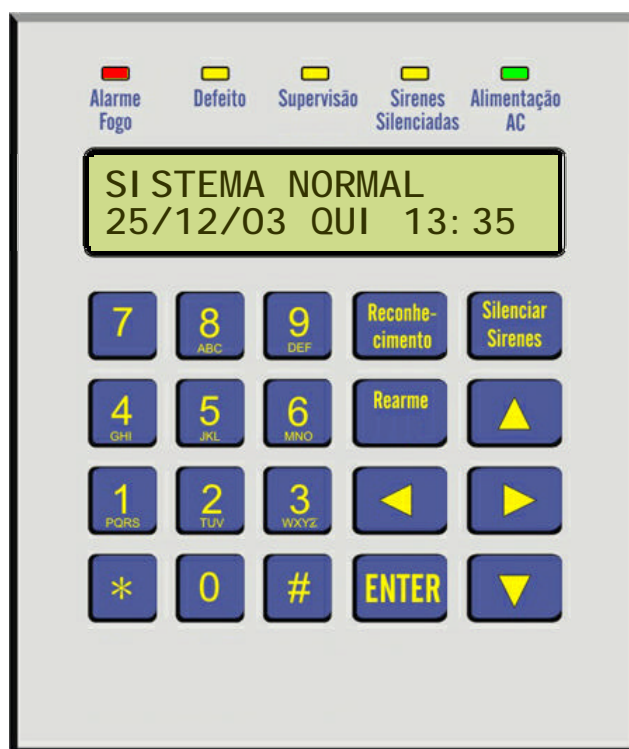 Alarme Fogo
Defeito
Supervisão
Sirenes Silenciadas
Alimentação AC
SISTEMA NORMAL
25/12/03 QUI 13:35
7
8 ABC
9 DEF
Reconhe-
cimento
Silenciar
Sirenes
4 GHI
5 JKL
6 MNO
Rearme
1 PQRS
2 TUV
3 WXYZ
*
0
#
ENTER